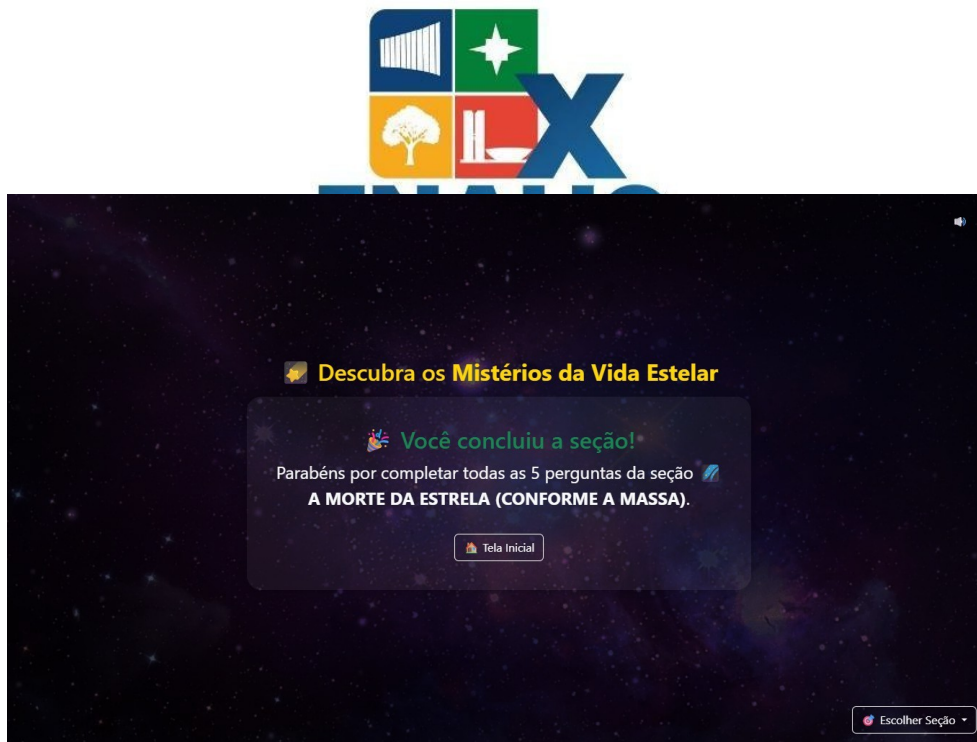 X
Descubra os Mistérios da Vida Estelar
Você concluiu a seção!
Parabéns por completar todas as 5 perguntas da seção
A MORTE DA ESTRELA (CONFORME A MASSA).
Tela Inicial
Escolher Seção